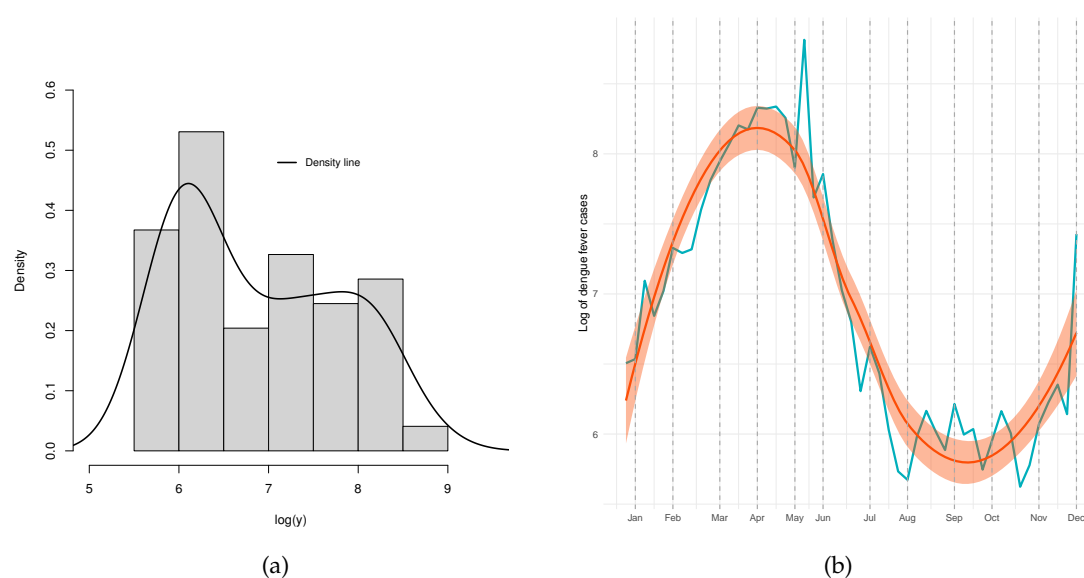 0.6
0.5
0.4
0.3
0.2
0.1
0.0
Density
Density line
5 6 7 8 9
log(y)
(a)
8
7
6
Log of dengue fever cases
Jan Feb Mar Apr May Jun Jul Aug Sep Oct Nov Dec
(b)